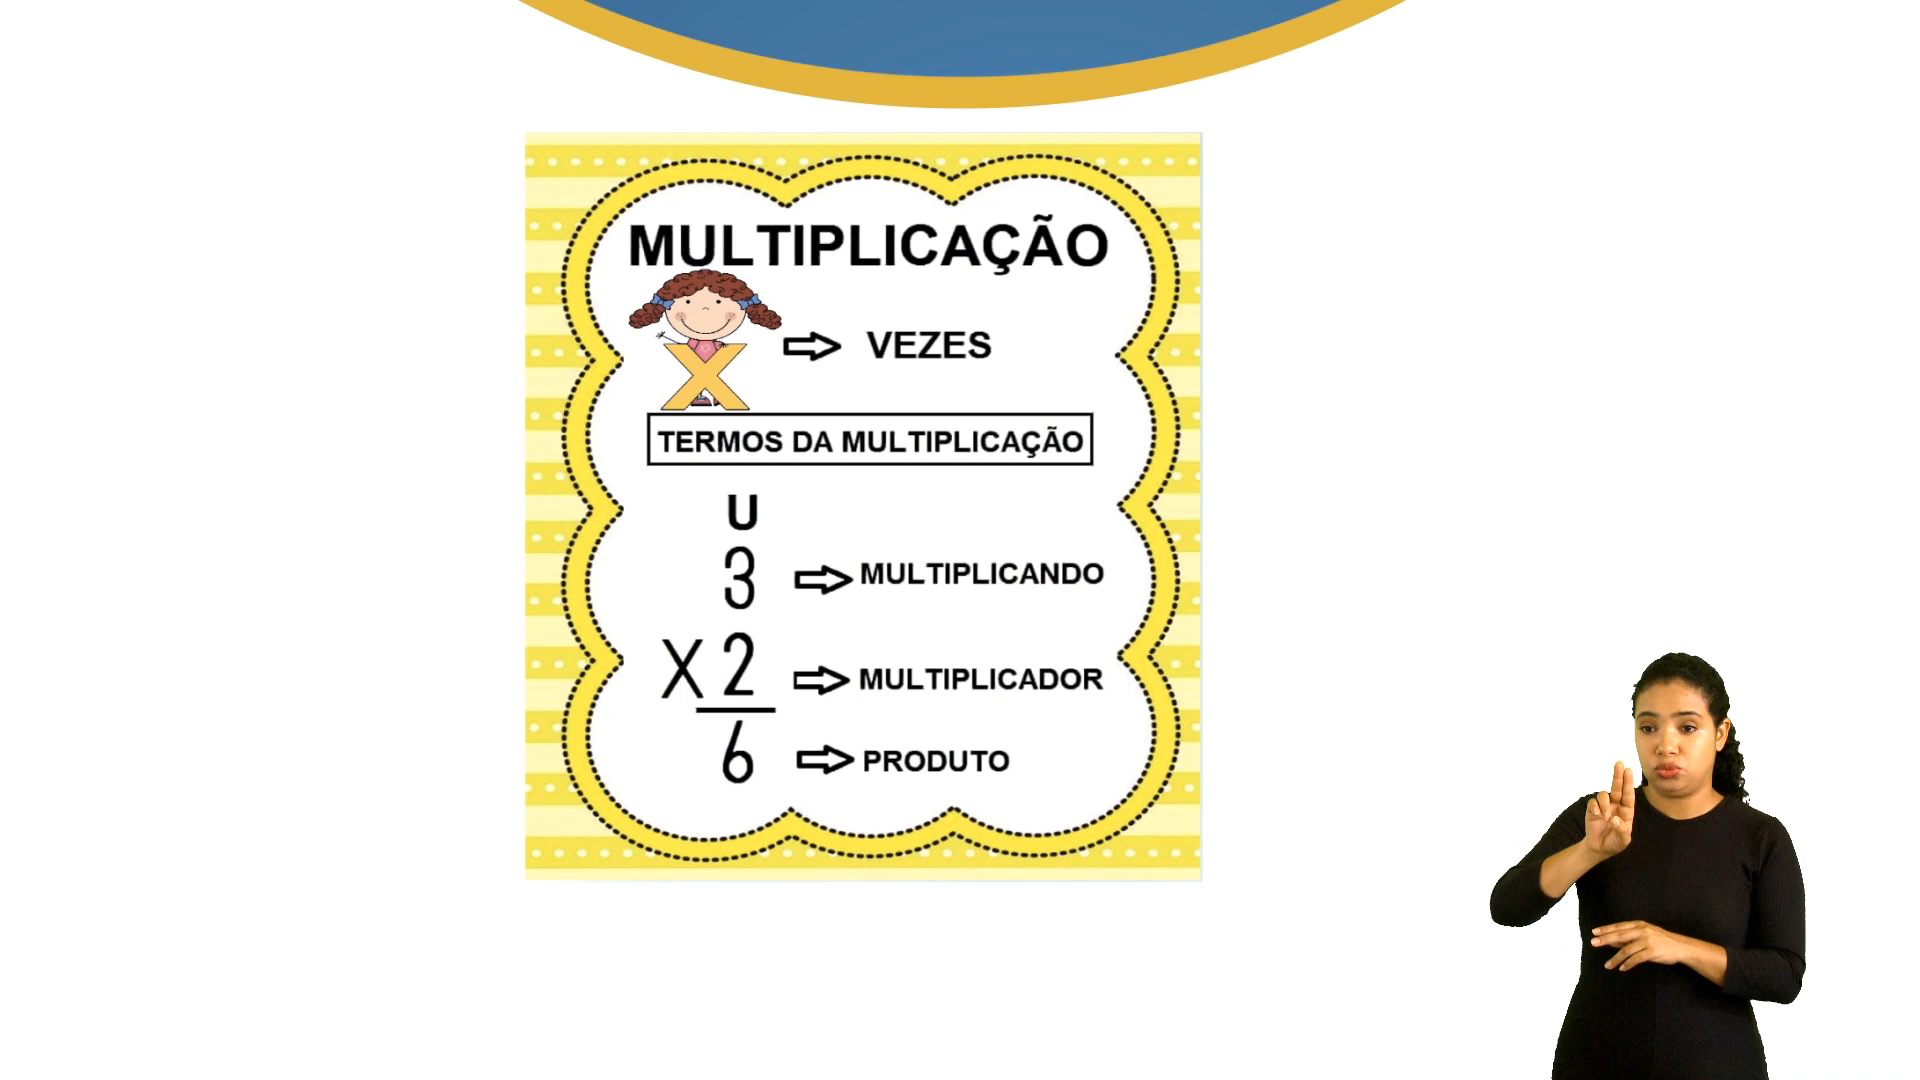 MULTIPLICAÇÃO
X VEZES
TERMOS DA MULTIPLICAÇÃO
U
3 MULTIPLICANDO
X 2 MULTIPLICADOR
6 PRODUTO